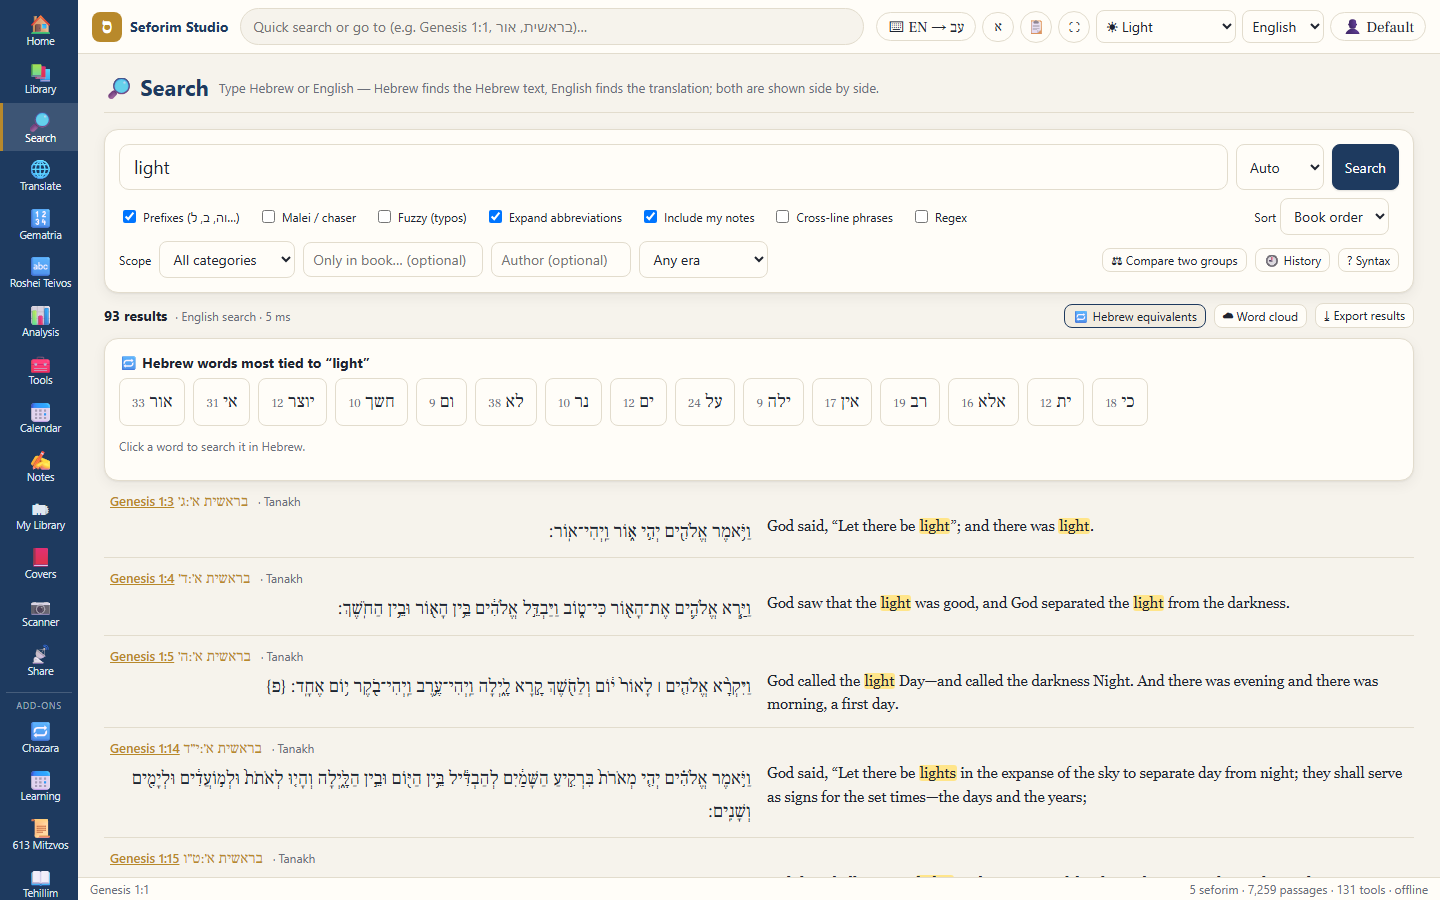 Home
Library
Search
Translate
Gematria
Roshei Teivos
Analysis
Tools
Calendar
Notes
My Library
Covers
Scanner
Share
ADD-ONS
Chazara
Learning
613 Mitzvos
Tehillim
ס Seforim Studio
Quick search or go to (e.g. Genesis 1:1, בראשית, אור)...
EN → עב
א
Light
English
Default
Search Type Hebrew or English — Hebrew finds the Hebrew text, English finds the translation; both are shown side by side.
light
Auto
Search
Prefixes (וה, ב, ל...) Malei / chaser Fuzzy (typos) Expand abbreviations Include my notes Cross-line phrases Regex
Sort Book order
Scope All categories Only in book... (optional) Author (optional) Any era
Compare two groups History ? Syntax
93 results · English search · 5 ms
Hebrew equivalents Word cloud Export results
Hebrew words most tied to “light”
אור 33 אי 31 יוצר 12 חשך 10 ום 9 לא 38 נר 10 ים 12 על 24 ילה 9 אין 17 רב 19 אלא 16 ית 12 כי 18
Click a word to search it in Hebrew.
Genesis 1:3 בראשית א׳:ג׳ · Tanakh
וַיֹּ֥אמֶר אֱלֹהִ֖ים יְהִ֣י א֑וֹר וַֽיְהִי־אֽוֹר׃
God said, “Let there be light”; and there was light.
Genesis 1:4 בראשית א׳:ד׳ · Tanakh
וַיַּ֧רְא אֱלֹהִ֛ים אֶת־הָא֖וֹר כִּי־ט֑וֹב וַיַּבְדֵּ֣ל אֱלֹהִ֔ים בֵּ֥ין הָא֖וֹר וּבֵ֥ין הַחֹֽשֶׁךְ׃
God saw that the light was good, and God separated the light from the darkness.
Genesis 1:5 בראשית א׳:ה׳ · Tanakh
וַיִּקְרָ֨א אֱלֹהִ֤ים ׀ לָאוֹר֙ י֔וֹם וְלַחֹ֖שֶׁךְ קָ֣רָא לָ֑יְלָה וַֽיְהִי־עֶ֥רֶב וַֽיְהִי־בֹ֖קֶר י֥וֹם אֶחָֽד׃ {פ}
God called the light Day—and called the darkness Night. And there was evening and there was
morning, a first day.
Genesis 1:14 בראשית א׳:י״ד · Tanakh
וַיֹּ֣אמֶר אֱלֹהִ֗ים יְהִ֤י מְאֹרֹת֙ בִּרְקִ֣יעַ הַשָּׁמַ֔יִם לְהַבְדִּ֕יל בֵּ֥ין הַיּ֖וֹם וּבֵ֣ין הַלָּ֑יְלָה וְהָי֤וּ לְאֹתֹת֙ וּלְמ֣וֹעֲדִ֔ים וּלְיָמִ֖ים
וְשָׁנִֽים׃
God said, “Let there be lights in the expanse of the sky to separate day from night; they shall serve
as signs for the set times—the days and the years;
Genesis 1:15 בראשית א׳:ט״ו · Tanakh
Genesis 1:1
5 seforim · 7,259 passages · 131 tools · offline